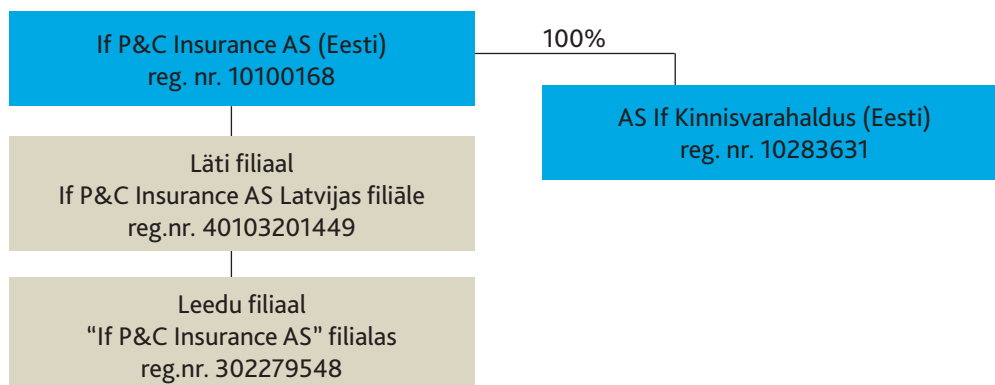 If P&C Insurance AS (Eesti)
reg. nr. 10100168
100%
AS If Kinnisvarahaldus (Eesti)
reg. nr. 10283631
Läti filiaal
If P&C Insurance AS Latvijas filiāle
reg.nr. 40103201449
Leedu filiaal
“If P&C Insurance AS” filialas
reg.nr. 302279548